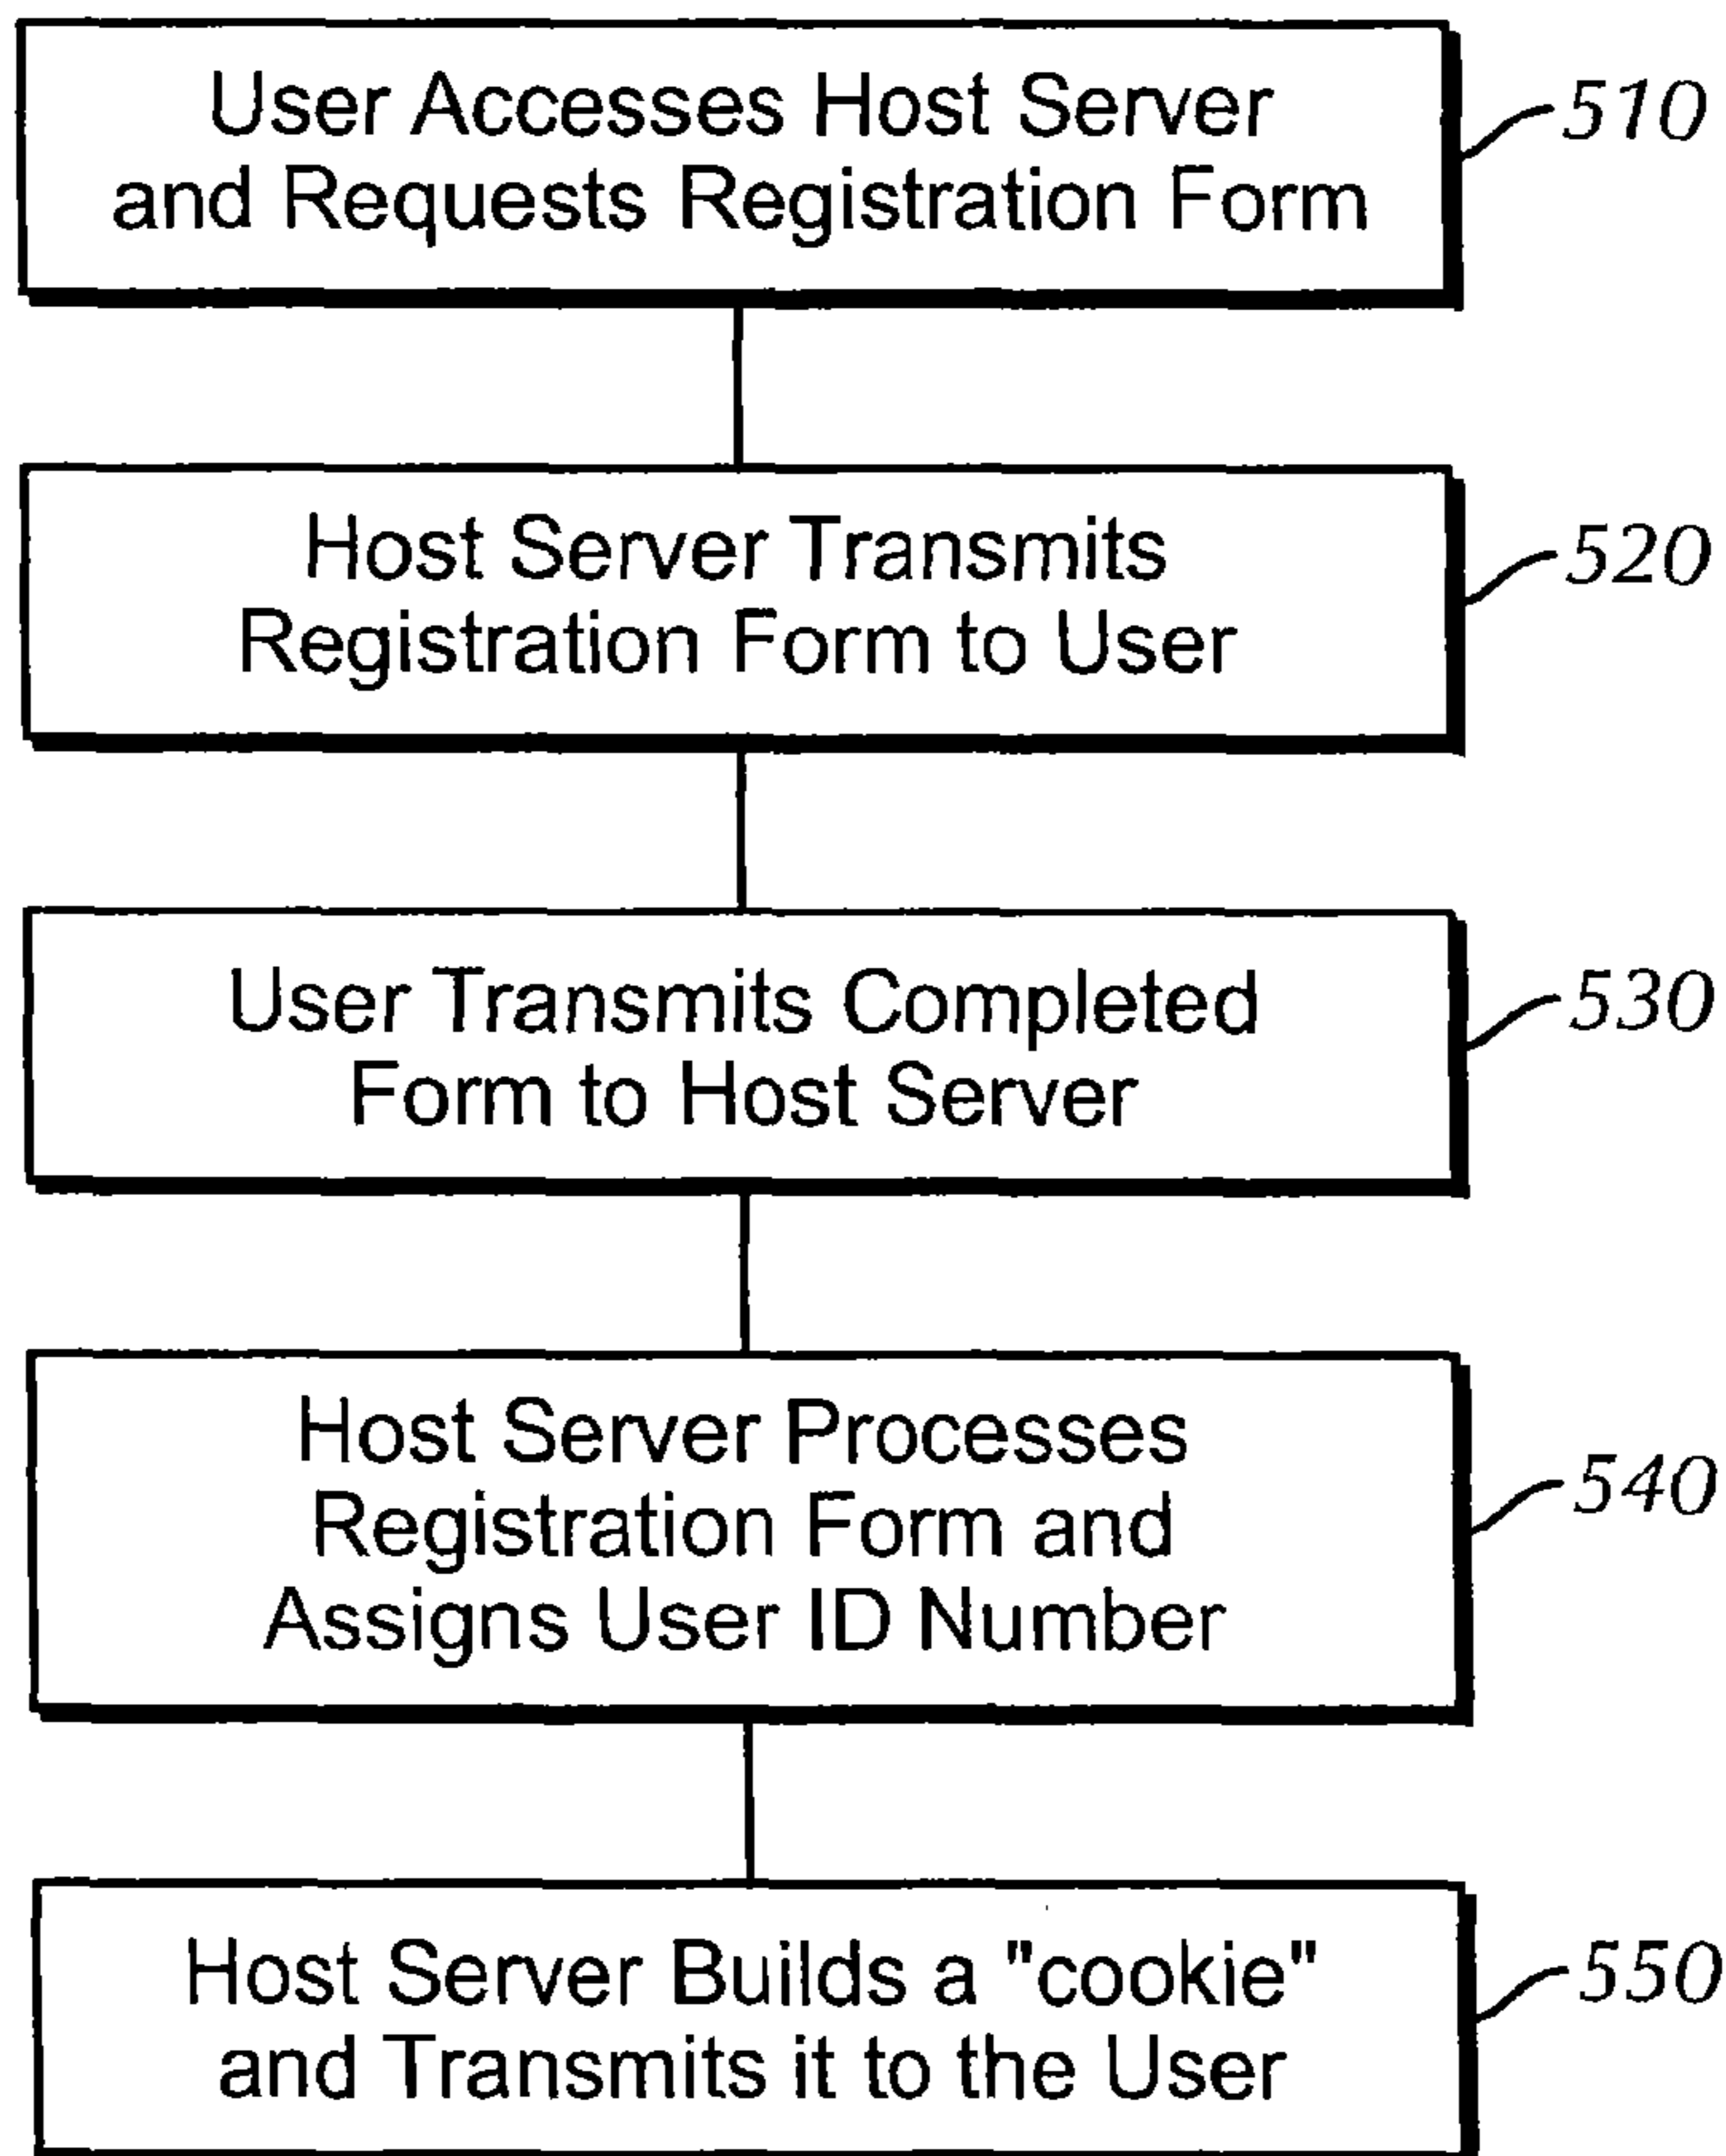 User Accesses Host Server
and Requests Registration Form
510
Host Server Transmits
Registration Form to User
520
User Transmits Completed
Form to Host Server
530
Host Server Processes
Registration Form and
Assigns User ID Number
540
Host Server Builds a "cookie"
and Transmits it to the User
550